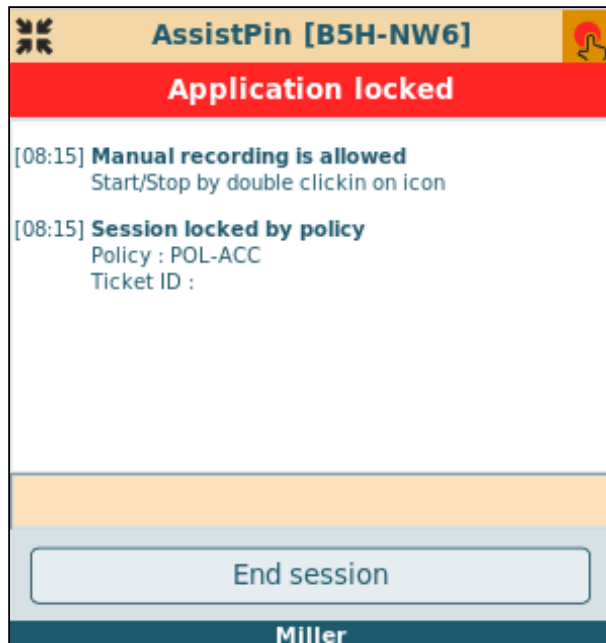 AssistPin [B5H-NW6]
Application locked
[08:15] Manual recording is allowed
Start/Stop by double clickin on icon
[08:15] Session locked by policy
Policy : POL-ACC
Ticket ID :
End session
Miller